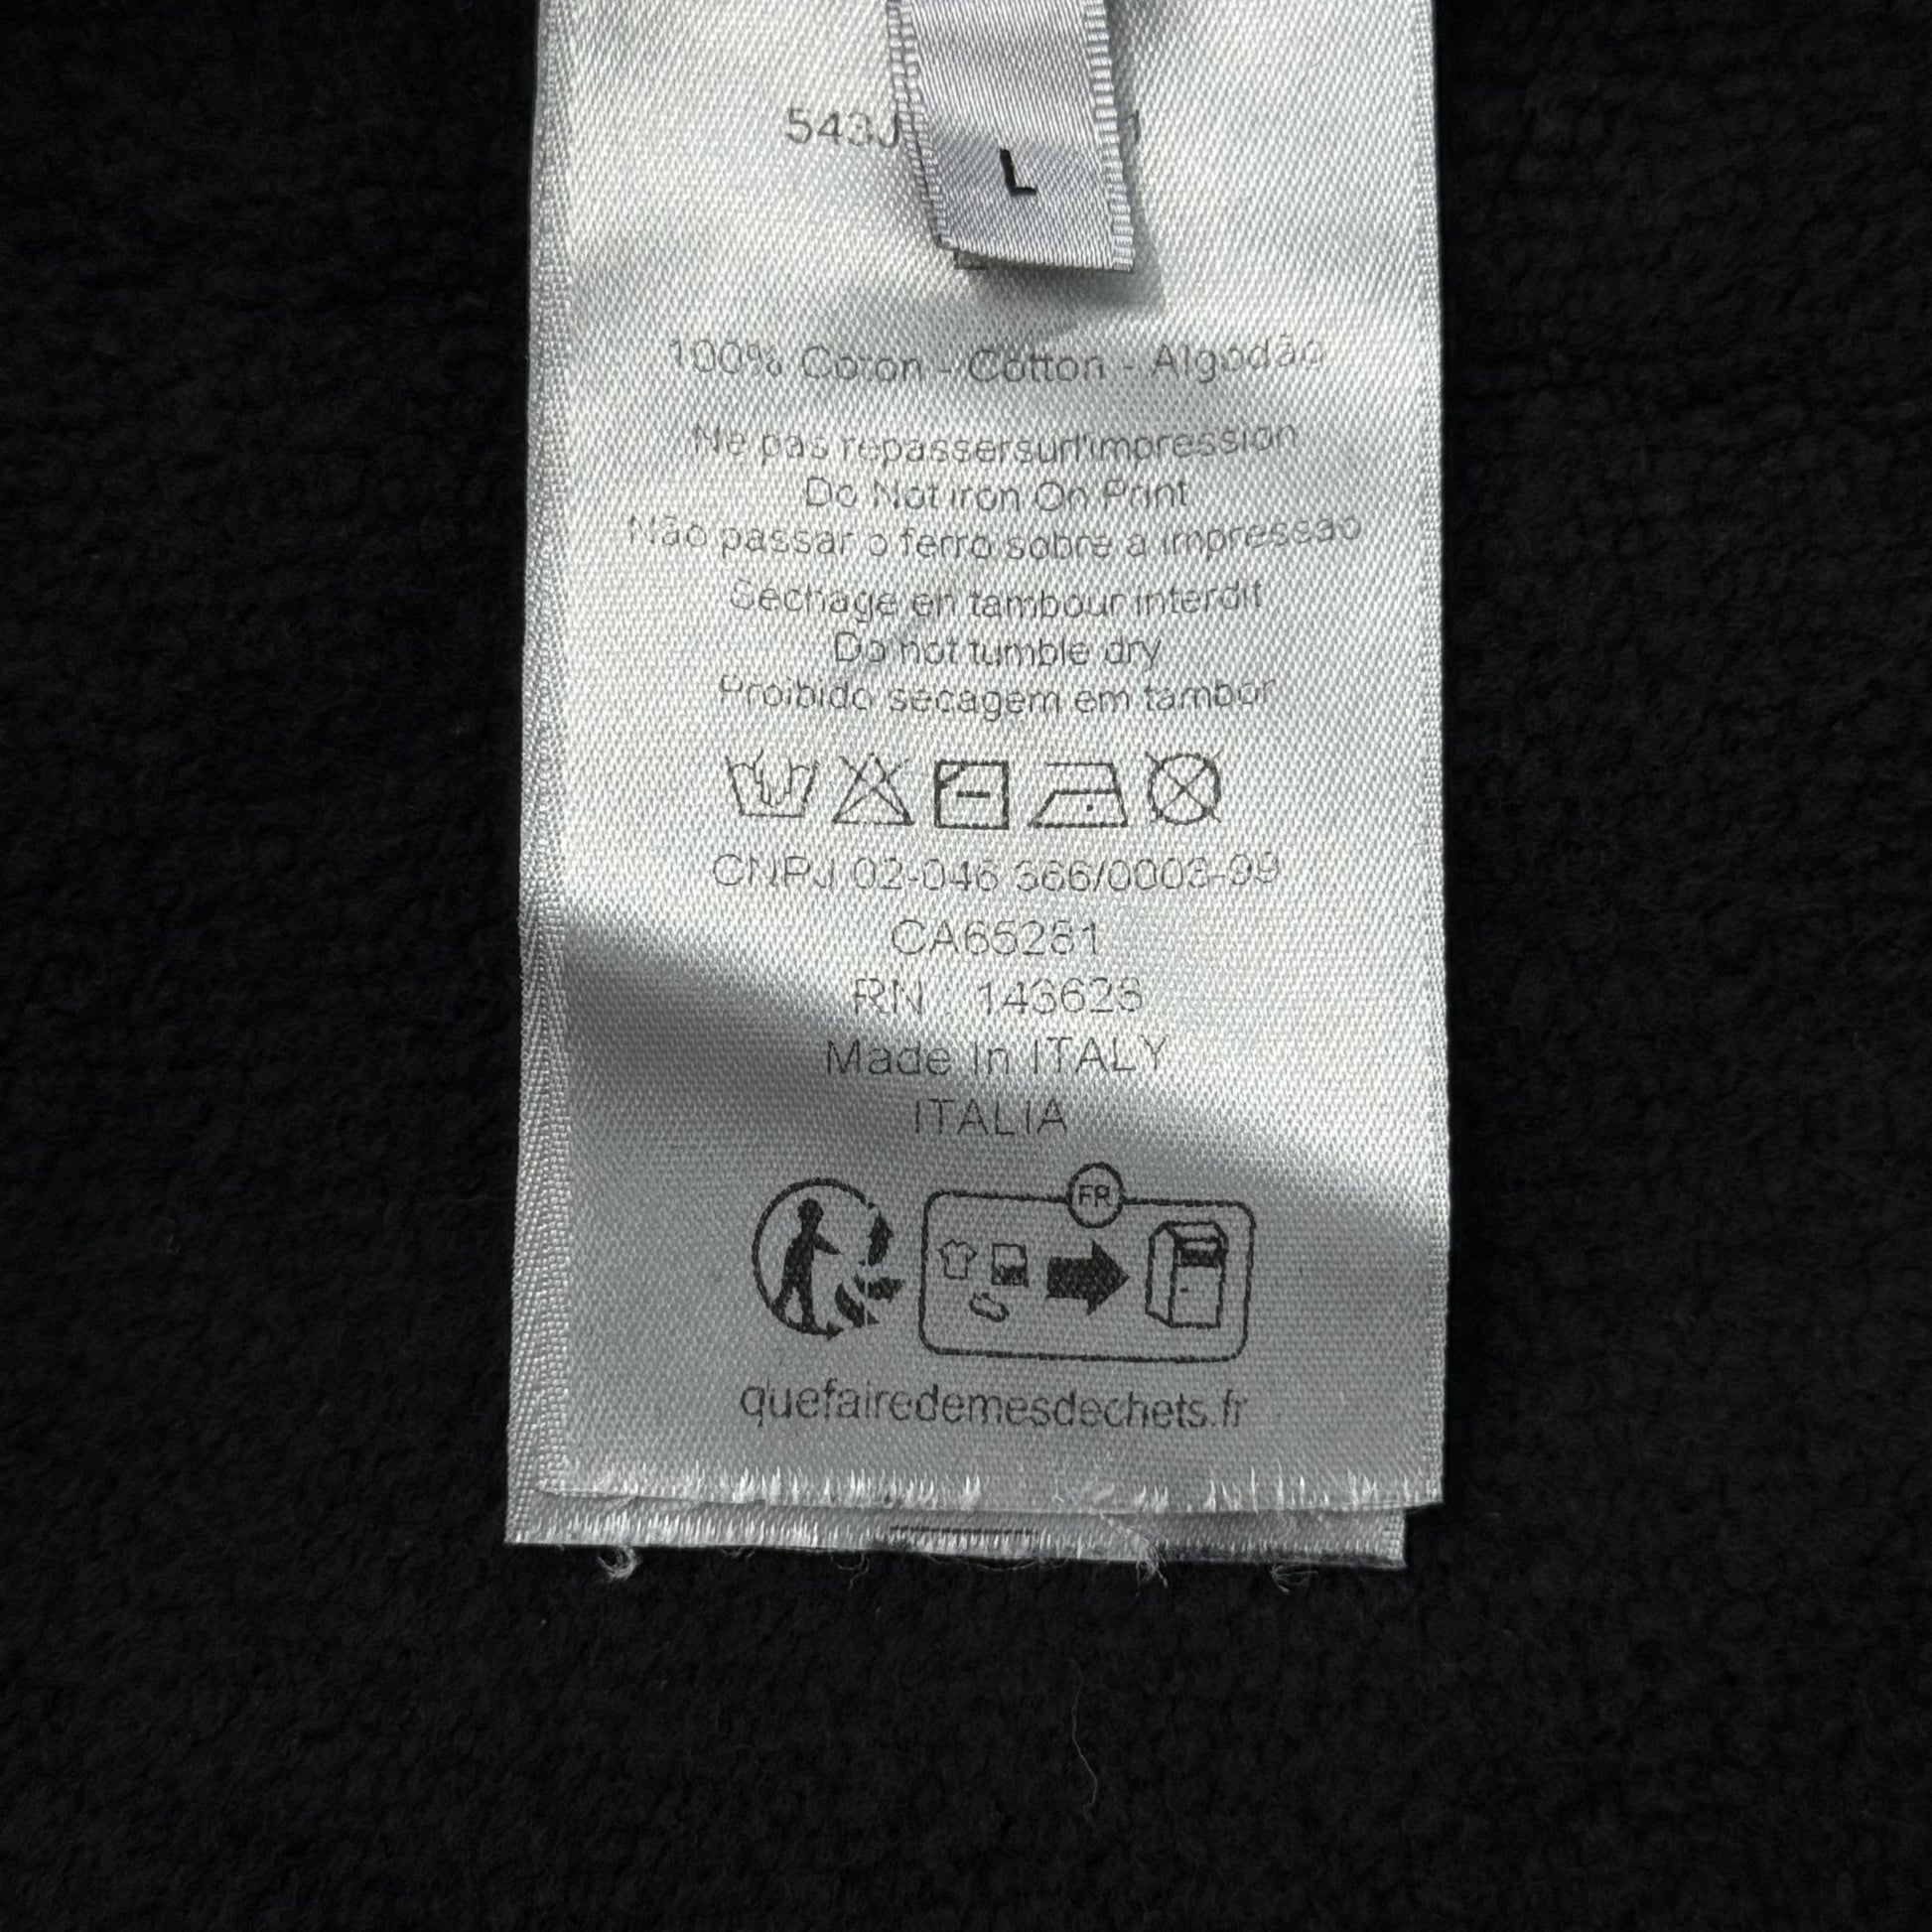 543J
L
100% Coton - Cotton - Algodão
Ne pas repassersurl'impression
Do Not iron On Print
Não passar o ferro sobre a impressão
Sechage en tambour interdit
Do not tumble dry
Proibido secagem em tambor
CNPJ 02-046 366/0003-99
CA65281
RN 143623
Made In ITALY
ITALIA
FR
quefairedemesdechets.fr